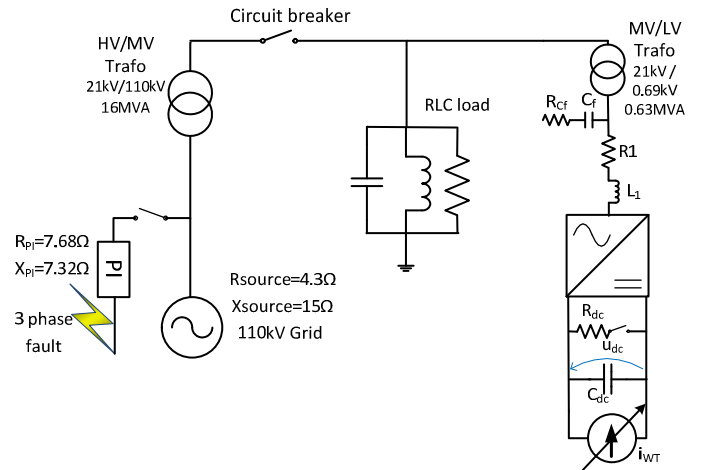 Circuit breaker
HV/MV
Trafo
21kV/110kV
16MVA
MV/LV
Trafo
21kV /
0.69kV
0.63MVA
RLC load
RCf
Cf
R1
L1
RPI=7.68Ω
XPI=7.32Ω
PI
3 phase
fault
Rsource=4.3Ω
Xsource=15Ω
110kV Grid
Rdc
udc
Cdc
iWT